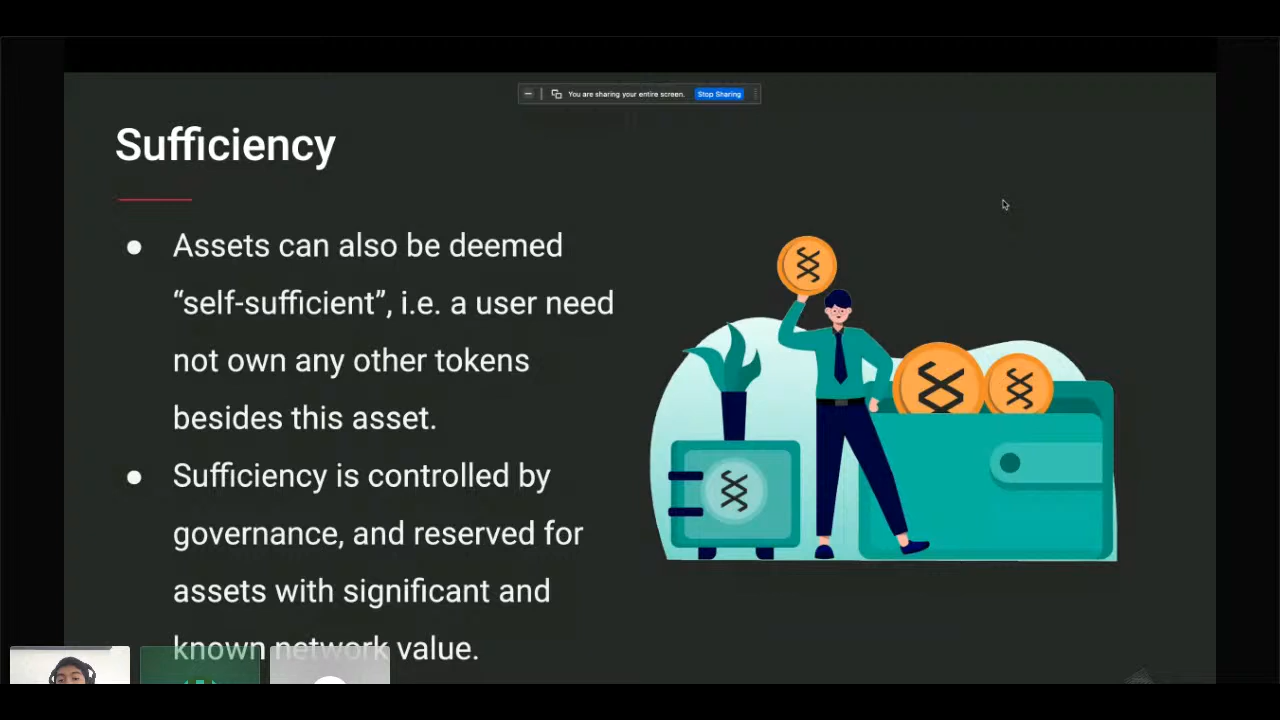 You are sharing your entire screen. Stop Sharing
Sufficiency
● Assets can also be deemed
“self-sufficient”, i.e. a user need
not own any other tokens
besides this asset.
● Sufficiency is controlled by
governance, and reserved for
assets with significant and
known network value.